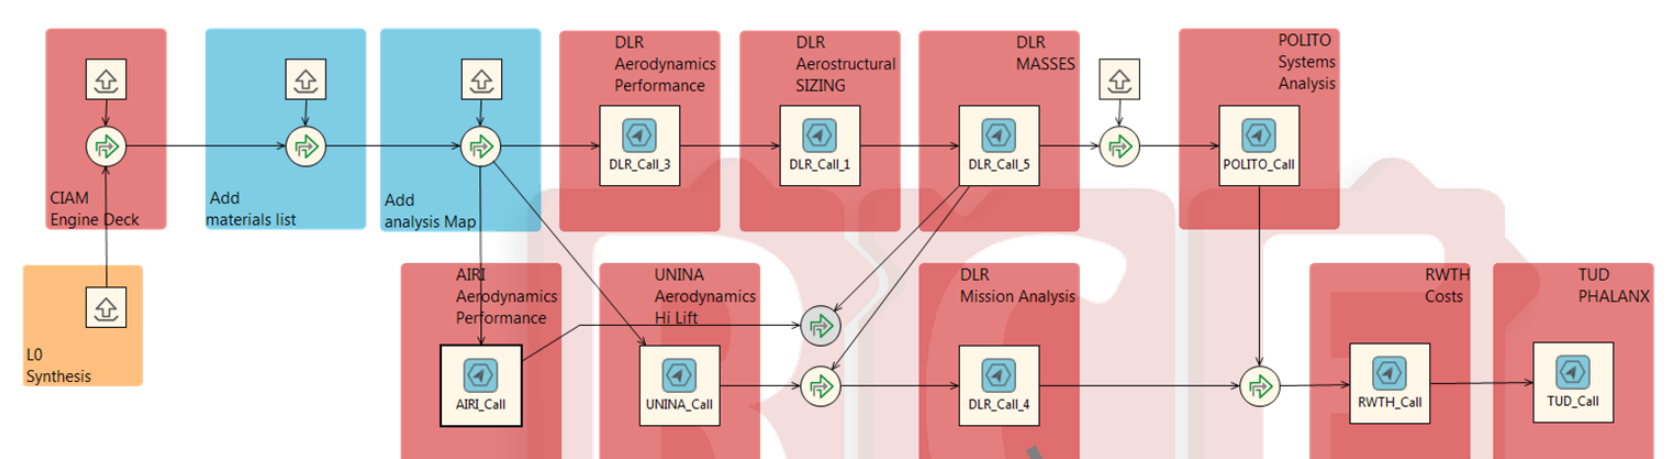 CIAM
Engine Deck
Add
materials list
Add
analysis Map
DLR
Aerodynamics
Performance
DLR_Call_3
DLR
Aerostructural
SIZING
DLR_Call_1
DLR
MASSES
DLR_Call_5
POLITO
Systems
Analysis
POLITO_Call
L0
Synthesis
AIRI
Aerodynamics
Performance
AIRI_Call
UNINA
Aerodynamics
Hi Lift
UNINA_Call
DLR
Mission Analysis
DLR_Call_4
RWTH
Costs
RWTH_Call
TUD
PHALANX
TUD_Call